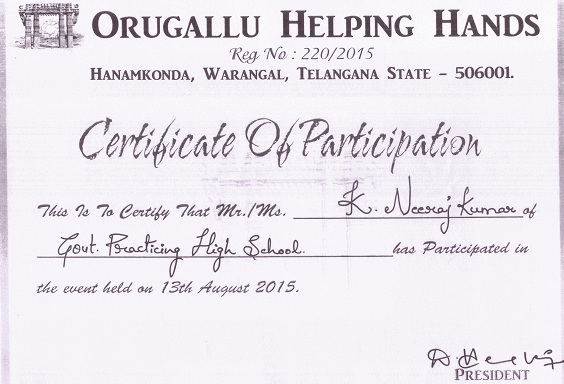 ORUGALLU HELPING HANDS
Reg No : 220/2015
HANAMKONDA, WARANGAL, TELANGANA STATE – 506001.
Certificate Of Participation
This Is To Certify That Mr./Ms. K. Neeraj Kumar of
Govt. Practicing High School. has Participated in
the event held on 13th August 2015.
PRESIDENT